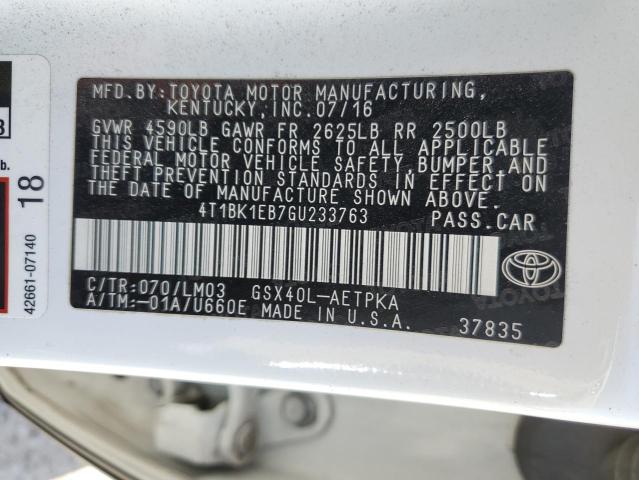 MFD.BY:TOYOTA MOTOR MANUFACTURING,
KENTUCKY,INC.07/16
GVWR 4590LB GAWR FR 2625LB RR 2500LB
THIS VEHICLE CONFORMS TO ALL APPLICABLE
FEDERAL MOTOR VEHICLE SAFETY, BUMPER, AND
THEFT PREVENTION STANDARDS IN EFFECT ON
THE DATE OF MANUFACTURE SHOWN ABOVE.
4T1BK1EB7GU233763 PASS.CAR
C/TR:070/LM03 GSX40L-AETPKA
A/TM:-01A/U660E MADE IN U.S.A. 37835
18
42661-07140